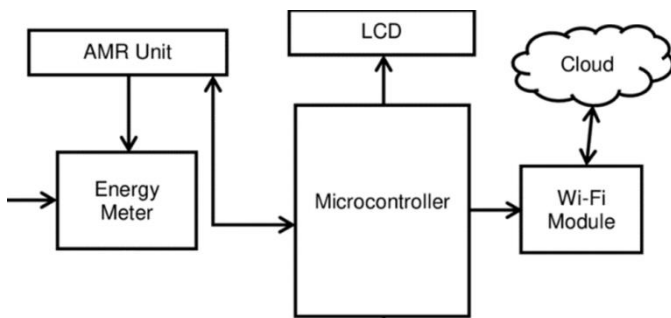 AMR Unit
LCD
Cloud
Energy
Meter
Microcontroller
Wi-Fi
Module